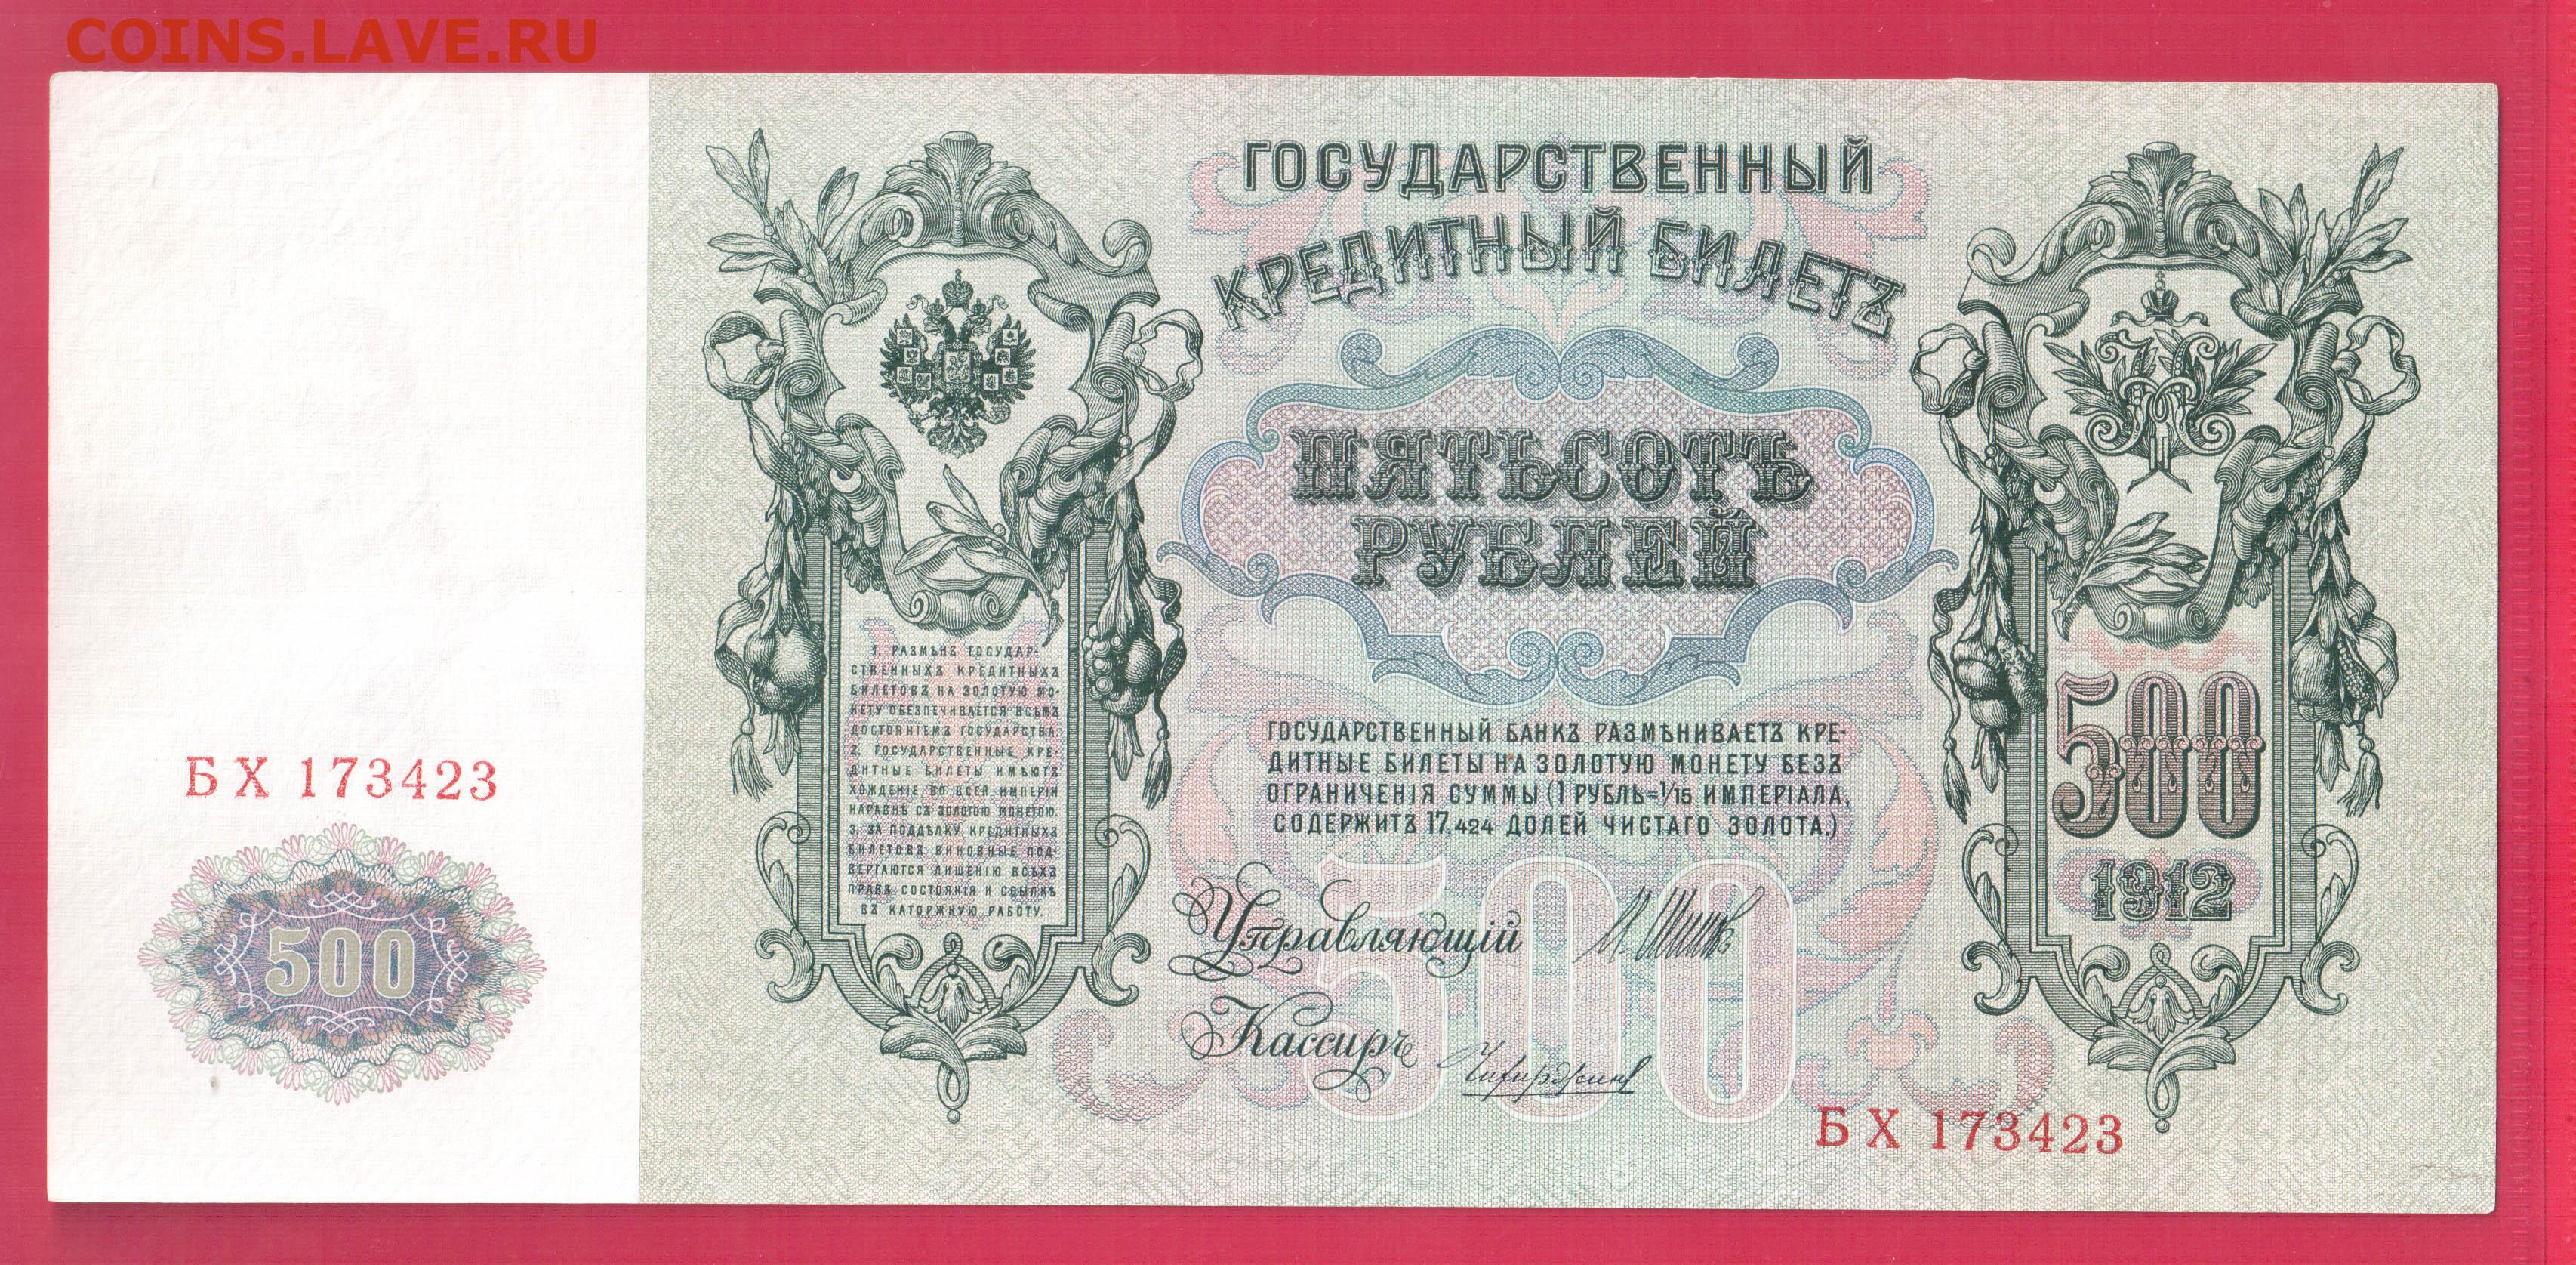 COINS.LAVE.RU
ГОСУДАРСТВЕННЫЙ
КРЕДИТНЫЙ БИЛЕТЪ
ПЯТЬСОТЪ
РУБЛЕЙ
1. РАЗМѢНЪ ГОСУДАР-
СТВЕННЫХЪ КРЕДИТНЫХЪ
БИЛЕТОВЪ НА ЗОЛОТУЮ МО-
НЕТУ ОБЕЗПЕЧИВАЕТСЯ ВСѢМЪ
ДОСТОЯНІЕМЪ ГОСУДАРСТВА.
2. ГОСУДАРСТВЕННЫЕ КРЕ-
ДИТНЫЕ БИЛЕТЫ ИМѢЮТЪ
ХОЖДЕНІЕ ВО ВСЕЙ ИМПЕРІИ
НАРАВНѢ СЪ ЗОЛОТОЮ МОНЕТОЮ.
3. ЗА ПОДДѢЛКУ КРЕДИТНЫХЪ
БИЛЕТОВЪ ВИНОВНЫЕ ПОД-
ВЕРГАЮТСЯ ЛИШЕНІЮ ВСѢХЪ
ПРАВЪ СОСТОЯНІЯ И ССЫЛКѢ
ВЪ КАТОРЖНУЮ РАБОТУ.
ГОСУДАРСТВЕННЫЙ БАНКЪ РАЗМѢНИВАЕТЪ КРЕ-
ДИТНЫЕ БИЛЕТЫ НА ЗОЛОТУЮ МОНЕТУ БЕЗЪ
ОГРАНИЧЕНІЯ СУММЫ (1 РУБЛЬ=1/15 ИМПЕРІАЛА,
СОДЕРЖИТЪ 17,424 ДОЛЕЙ ЧИСТАГО ЗОЛОТА.)
500
1912
БХ 173423
500
Управляющій И. Шипов
500
Кассиръ Чихиржин
БХ 173423